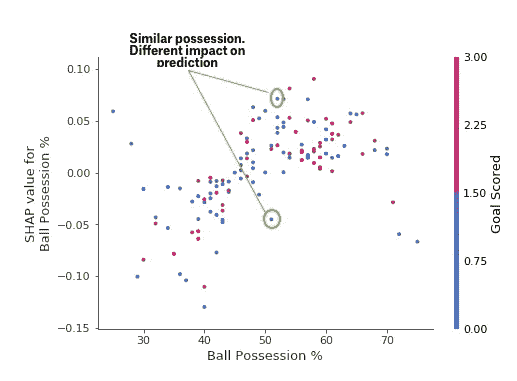 Similar possession.
Different impact on
prediction
0.10
0.05
0.00
−0.05
−0.10
−0.15
SHAP value for
Ball Possession %
30
40
50
60
70
Ball Possession %
3.00
2.25
1.50
0.75
0.00
Goal Scored